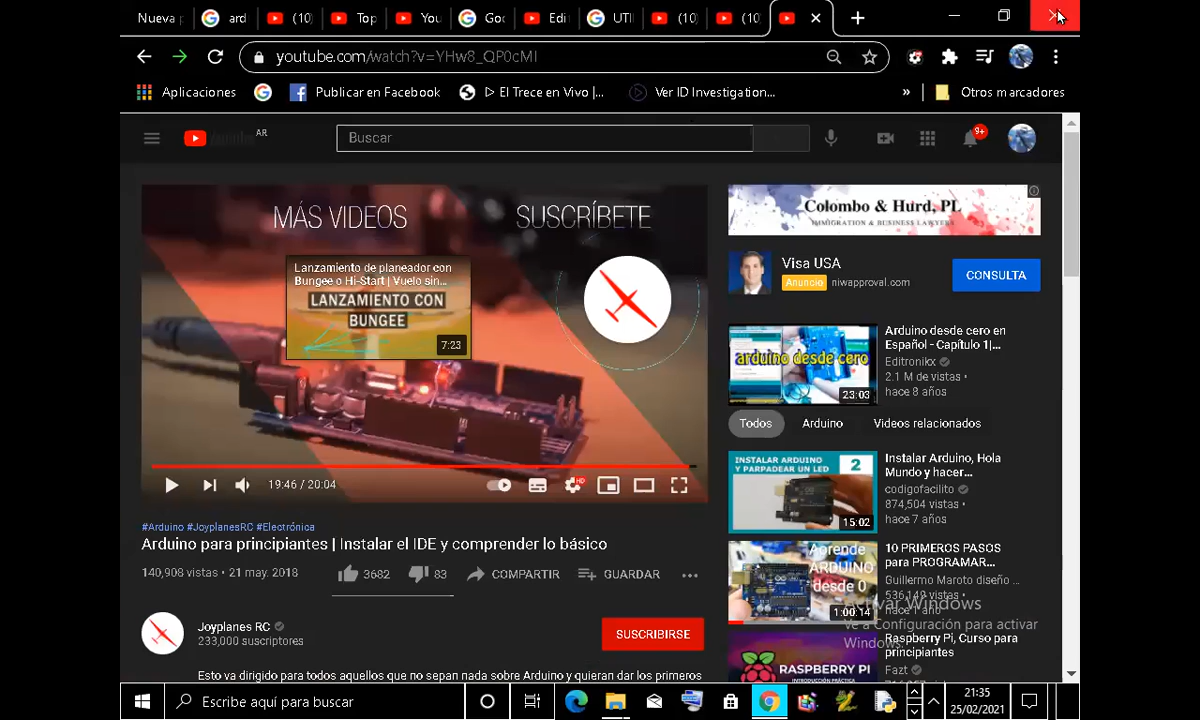 Nueva p
ard
(10)
Top
You
Goo
Edi
UTI
(10)
(10)
youtube.com/watch?v=YHw8_QP0cMI
Aplicaciones
Publicar en Facebook
▷ El Trece en Vivo |...
Ver ID Investigation...
»
Otros marcadores
AR
Buscar
9+
MÁS VIDEOS
SUSCRÍBETE
Lanzamiento de planeador con
Bungee o Hi-Start | Vuelo sin...
LANZAMIENTO CON
BUNGEE
7:23
19:46 / 20:04
HD
#Arduino #JoyplanesRC #Electrónica
Arduino para principiantes | Instalar el IDE y comprender lo básico
140,908 vistas • 21 may. 2018
3682
83
COMPARTIR
GUARDAR
Joyplanes RC
233,000 suscriptores
SUSCRIBIRSE
Esto va dirigido para todos aquellos que no sepan nada sobre Arduino y quieran dar los primeros
Colombo & Hurd, PL
IMMIGRATION & BUSINESS LAWYERS
Visa USA
Anuncio niwapproval.com
CONSULTA
arduino desde cero
23:03
Arduino desde cero en
Español - Capítulo 1|...
Editronikx
2.1 M de vistas •
hace 8 años
Todos
Arduino
Videos relacionados
INSTALAR ARDUINO
Y PARPADEAR UN LED
2
15:02
Instalar Arduino, Hola
Mundo y hacer...
codigofacilito
874,504 vistas •
hace 7 años
Aprende
ARDUINO
desde 0
1:00:14
10 PRIMEROS PASOS
para PROGRAMAR...
Guillermo Maroto diseño ...
536,149 vistas •
hace 1 año
Activar Windows
Ve a Configuración para activar
Windows.
RASPBERRY PI
Raspberry Pi, Curso para
principiantes
Fazt
Escribe aquí para buscar
21:35
25/02/2021